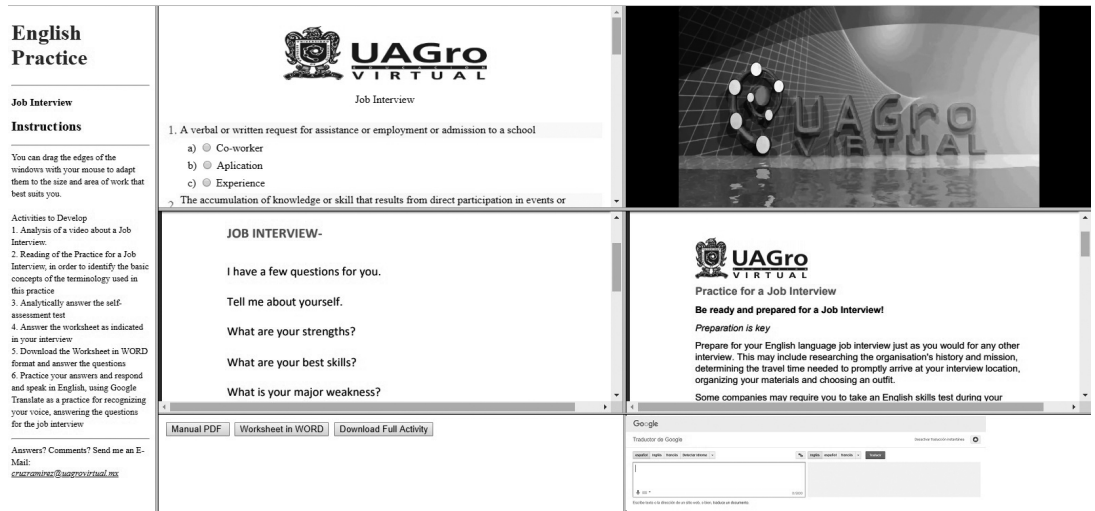 English
Practice
Job Interview
Instructions
You can drag the edges of the
windows with your mouse to adapt
them to the size and area of work that
best suits you.
Activities to Develop
1. Analysis of a video about a Job
Interview.
2. Reading of the Practice for a Job
Interview, in order to identify the basic
concepts of the terminology used in
this practice
3. Analytically answer the self-
assessment test
4. Answer the worksheet as indicated
in your interview
5. Download the Worksheet in WORD
format and answer the questions
6. Practice your answers and respond
and speak in English, using Google
Translate as a practice for recognizing
your voice, answering the questions
for the job interview
Answers? Comments? Send me an E-
Mail:
cruzramirez@uagrovirtual.mx
UAGro
VIRTUAL
Job Interview
1. A verbal or written request for assistance or employment or admission to a school
a) Co-worker
b) Aplication
c) Experience
2. The accumulation of knowledge or skill that results from direct participation in events or
UAGro
VIRTUAL
JOB INTERVIEW-
I have a few questions for you.
Tell me about yourself.
What are your strengths?
What are your best skills?
What is your major weakness?
UAGro
VIRTUAL
Practice for a Job Interview
Be ready and prepared for a Job Interview!
Preparation is key
Prepare for your English language job interview just as you would for any other
interview. This may include researching the organisation's history and mission,
determining the travel time needed to promptly arrive at your interview location,
organizing your materials and choosing an outfit.
Some companies may require you to take an English skills test during your
Manual PDF Worksheet in WORD Download Full Activity
Google
Traductor de Google Desactivar traducción instantánea
español inglés francés Detectar idioma inglés español francés Traducir